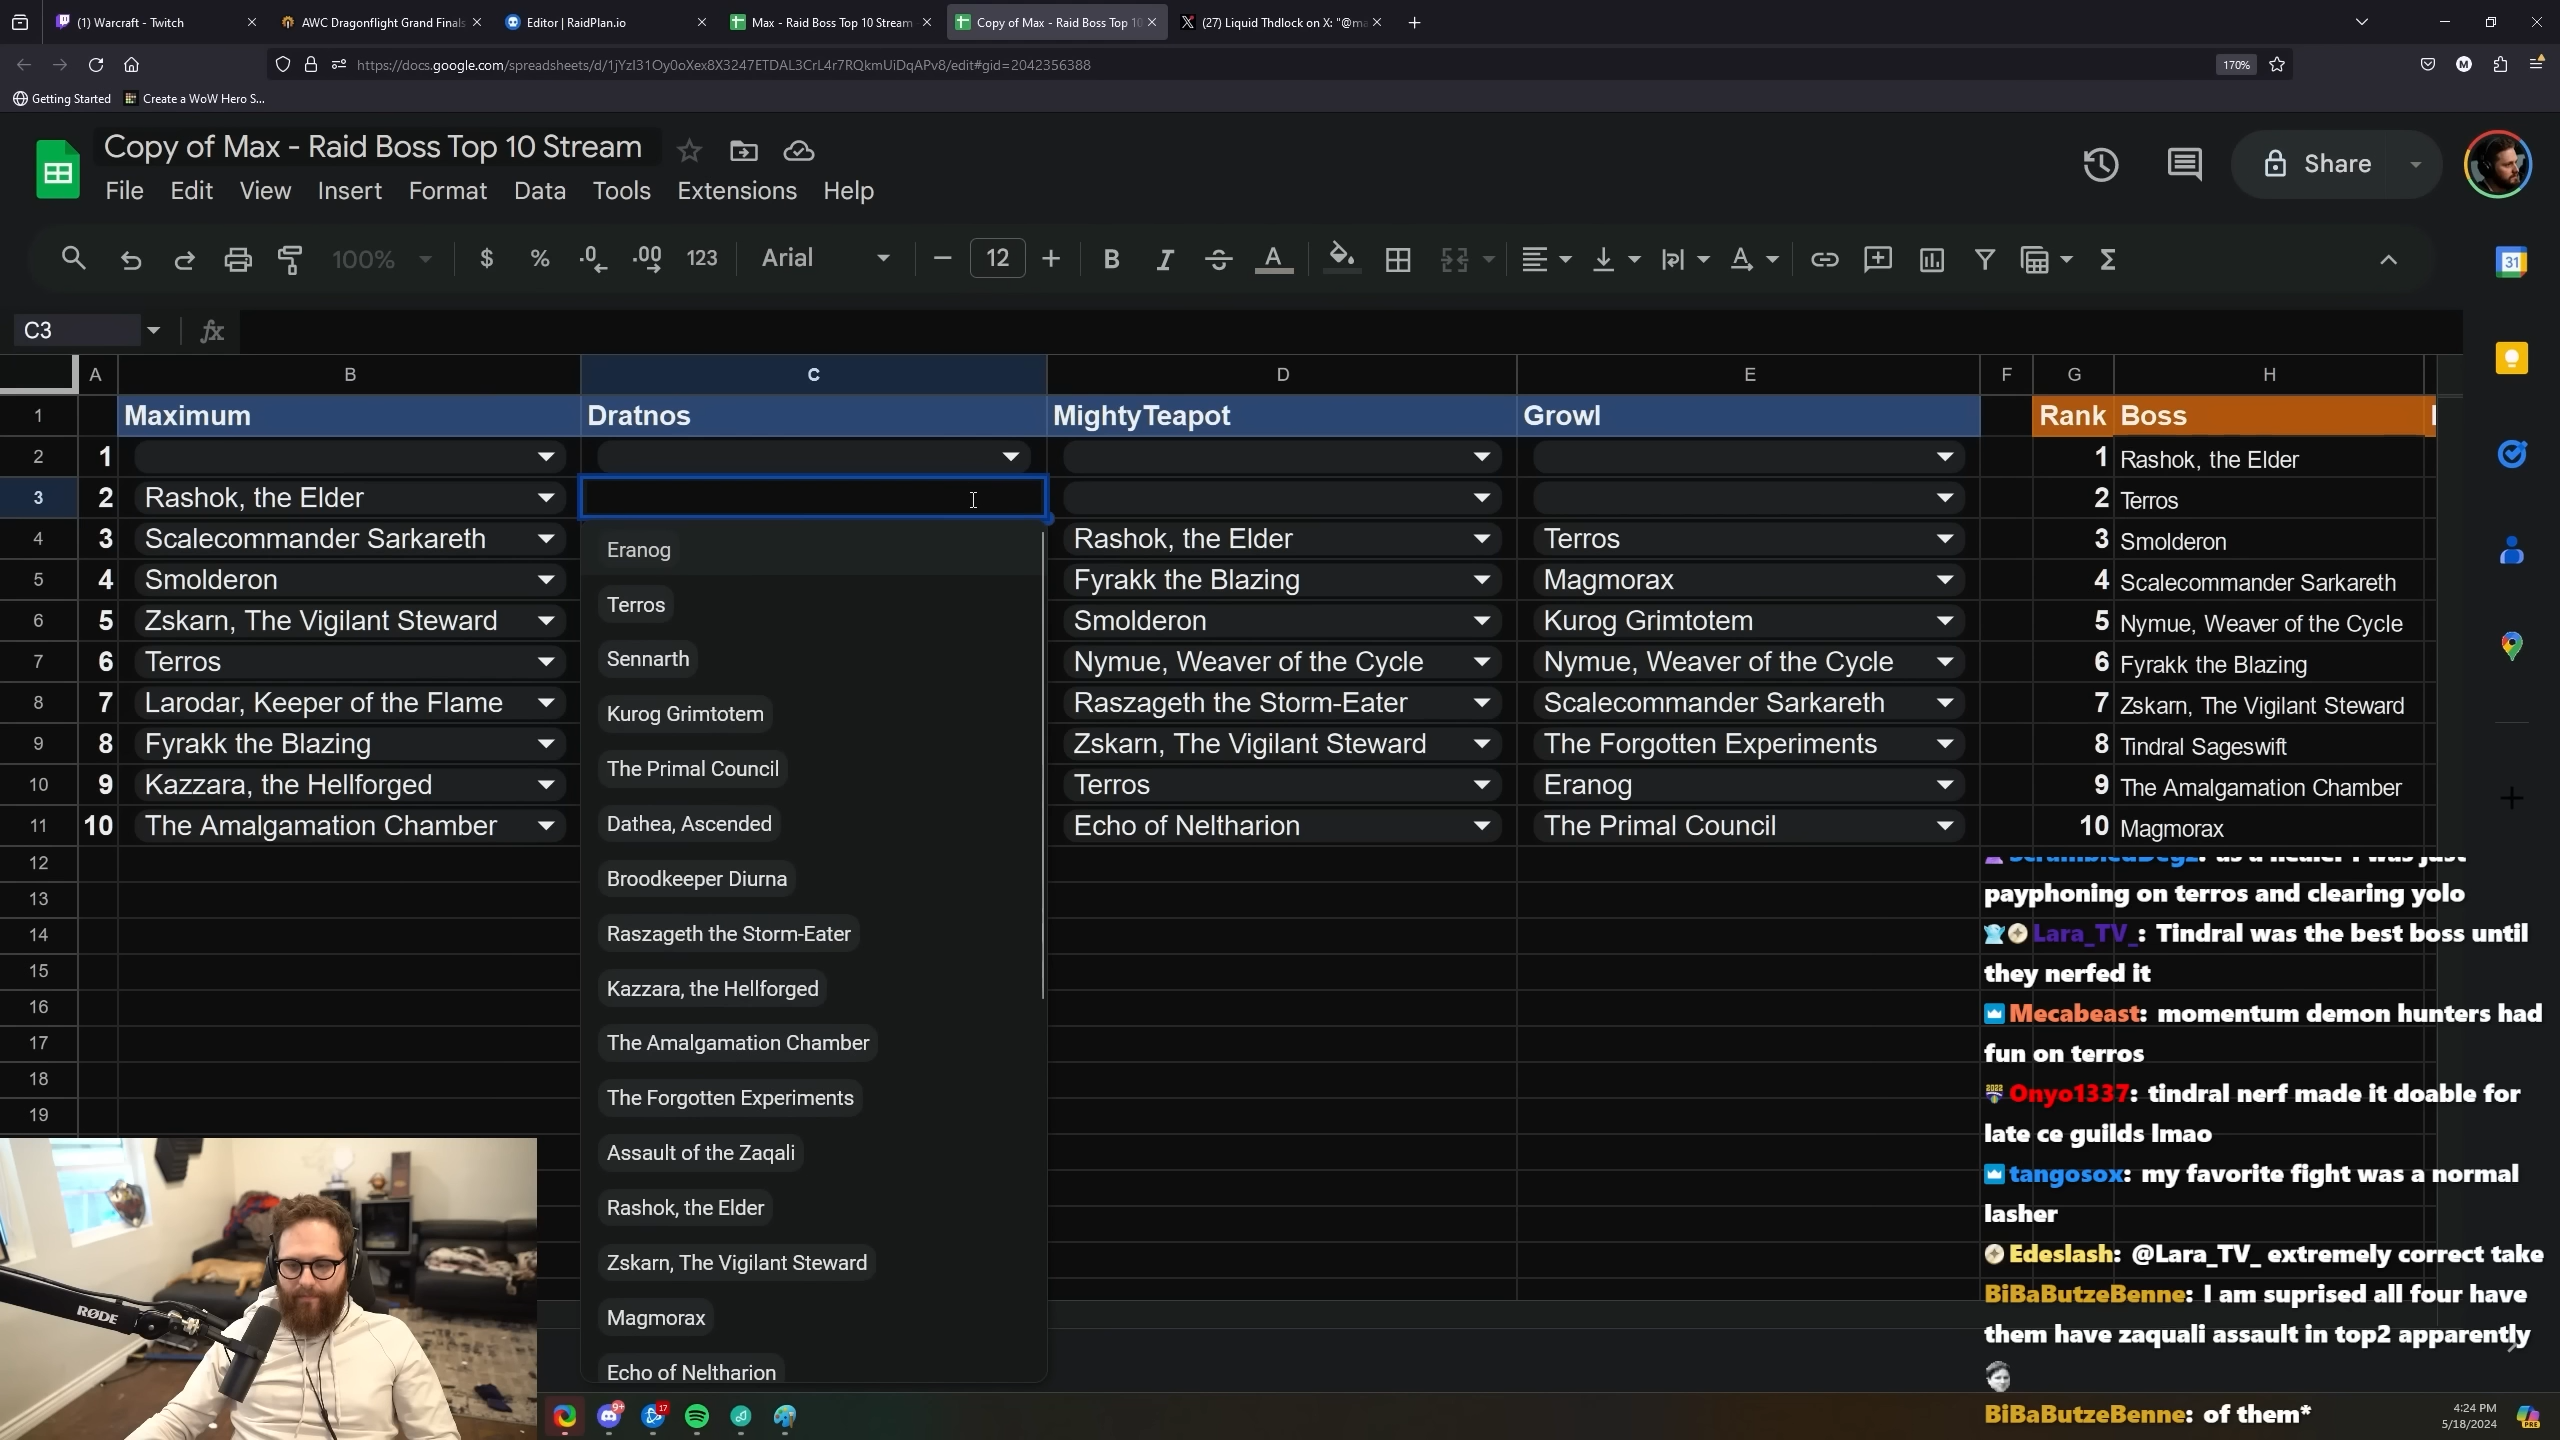 (1) Warcraft - Twitch
AWC Dragonflight Grand Finals
Editor | RaidPlan.io
Max - Raid Boss Top 10 Stream
Copy of Max - Raid Boss Top 10
(27) Liquid Thdlock on X: "@ma
https://docs.google.com/spreadsheets/d/1jYzI31Oy0oXex8X3247ETDAL3CrL4r7RQkmUiDqAPv8/edit#gid=2042356388
170%
Getting Started
Create a WoW Hero S...
Copy of Max - Raid Boss Top 10 Stream
File Edit View Insert Format Data Tools Extensions Help
Share
100% $ % .0 .00 123 Arial 12
C3
A B C D E F G H
1 Maximum Dratnos MightyTeapot Growl Rank Boss
2 1 1 Rashok, the Elder
3 2 Rashok, the Elder 2 Terros
4 3 Scalecommander Sarkareth Rashok, the Elder Terros 3 Smolderon
5 4 Smolderon Fyrakk the Blazing Magmorax 4 Scalecommander Sarkareth
6 5 Zskarn, The Vigilant Steward Smolderon Kurog Grimtotem 5 Nymue, Weaver of the Cycle
7 6 Terros Nymue, Weaver of the Cycle Nymue, Weaver of the Cycle 6 Fyrakk the Blazing
8 7 Larodar, Keeper of the Flame Raszageth the Storm-Eater Scalecommander Sarkareth 7 Zskarn, The Vigilant Steward
9 8 Fyrakk the Blazing Zskarn, The Vigilant Steward The Forgotten Experiments 8 Tindral Sageswift
10 9 Kazzara, the Hellforged Terros Eranog 9 The Amalgamation Chamber
11 10 The Amalgamation Chamber Echo of Neltharion The Primal Council 10 Magmorax
12
13
14
15
16
17
18
19
Eranog
Terros
Sennarth
Kurog Grimtotem
The Primal Council
Dathea, Ascended
Broodkeeper Diurna
Raszageth the Storm-Eater
Kazzara, the Hellforged
The Amalgamation Chamber
The Forgotten Experiments
Assault of the Zaqali
Rashok, the Elder
Zskarn, The Vigilant Steward
Magmorax
Echo of Neltharion
as a healer i was just
payphoning on terros and clearing yolo
Lara_TV_: Tindral was the best boss until
they nerfed it
Mecabeast: momentum demon hunters had
fun on terros
Onyo1337: tindral nerf made it doable for
late ce guilds lmao
tangosox: my favorite fight was a normal
lasher
Edeslash: @Lara_TV_ extremely correct take
BiBaButzeBenne: I am suprised all four have
them have zaquali assault in top2 apparently
BiBaButzeBenne: of them*
RØDE
31
9+
17
4:24 PM
5/18/2024